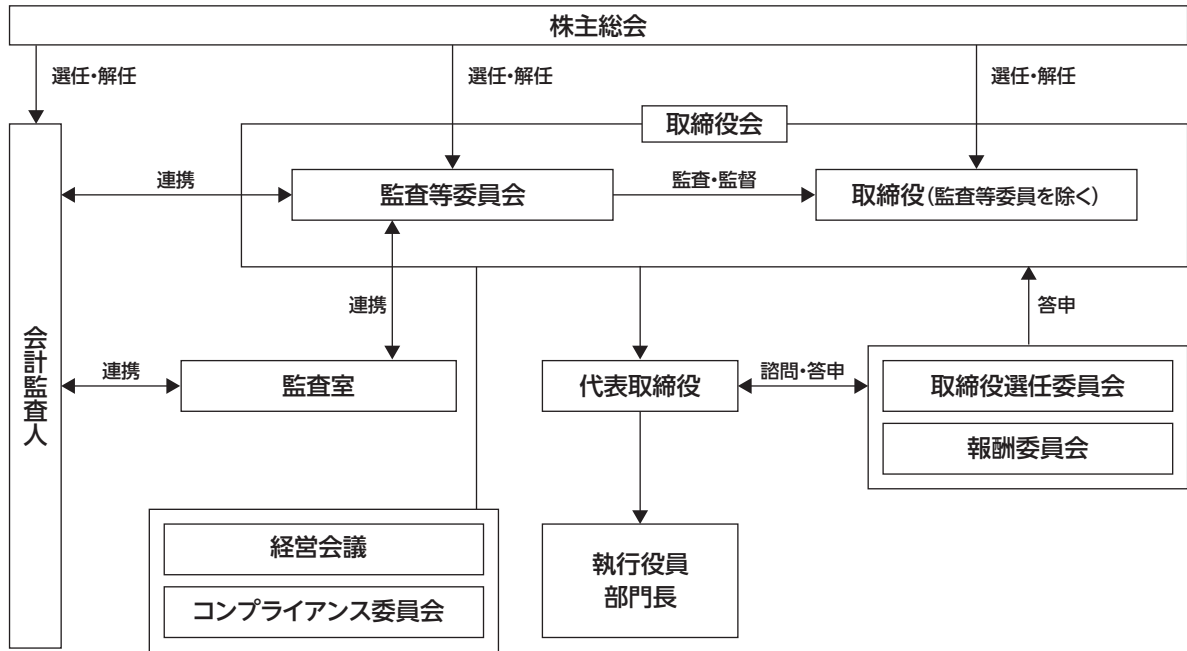 株主総会
選任・解任
選任・解任
選任・解任
取締役会
連携
監査等委員会
監査・監督
取締役(監査等委員を除く)
連携
答申
会計監査人
連携
監査室
代表取締役
諮問・答申
取締役選任委員会
報酬委員会
経営会議
コンプライアンス委員会
執行役員
部門長